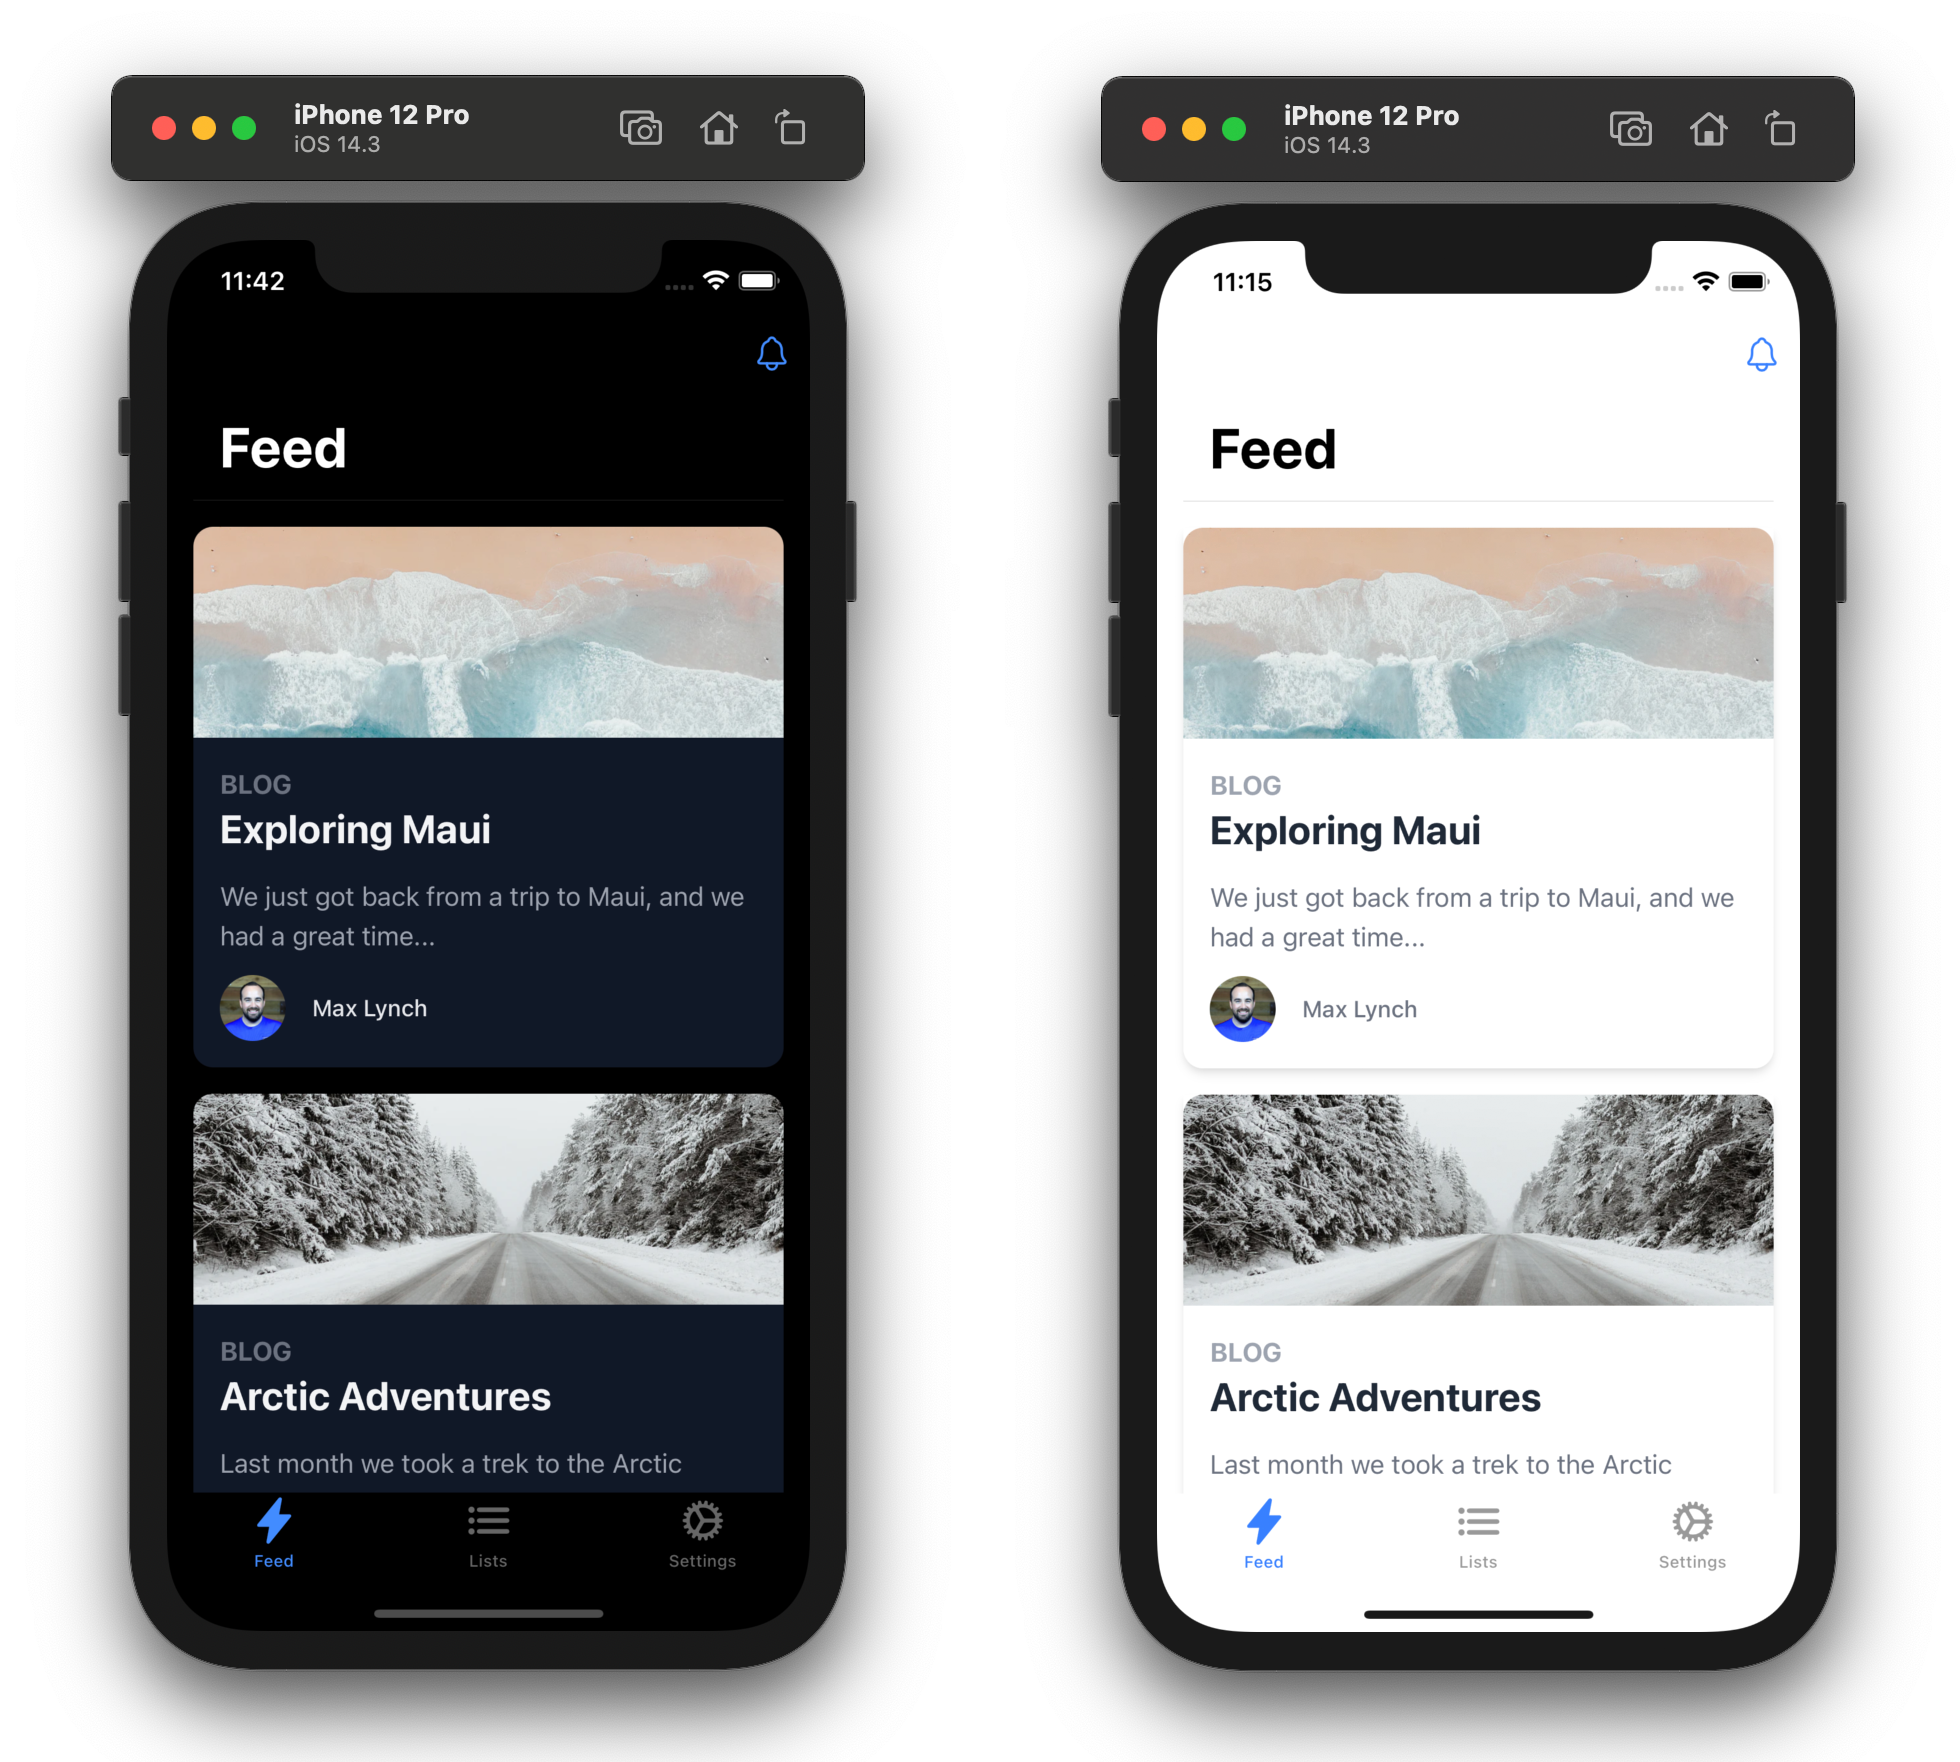 iPhone 12 Pro
iOS 14.3
11:42
Feed
BLOG
Exploring Maui
We just got back from a trip to Maui, and we
had a great time...
Max Lynch
BLOG
Arctic Adventures
Last month we took a trek to the Arctic
Feed
Lists
Settings
iPhone 12 Pro
iOS 14.3
11:15
Feed
BLOG
Exploring Maui
We just got back from a trip to Maui, and we
had a great time...
Max Lynch
BLOG
Arctic Adventures
Last month we took a trek to the Arctic
Feed
Lists
Settings